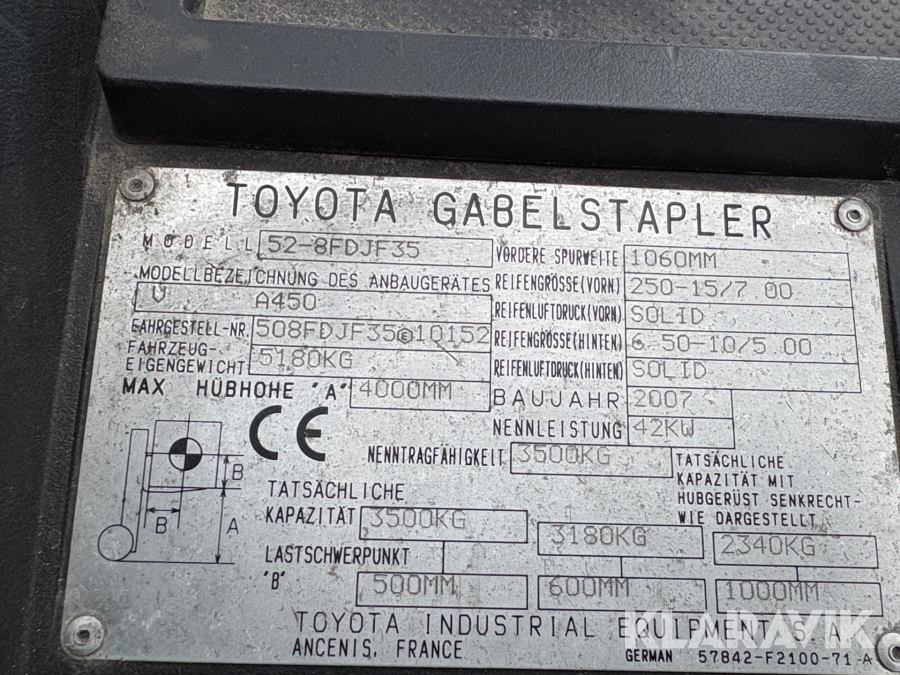 TOYOTA GABELSTAPLER
MODELL 52-8FDJF35
VORDERE SPURWEITE 1060MM
MODELLBEZEICHNUNG DES ANBAUGERÄTES
V A450
REIFENGRÖSSE(VORN) 250-15/7.00
REIFENLUFTDRUCK(VORN) SOLID
FAHRGESTELL-NR. 508FDJF35©10152
REIFENGRÖSSE(HINTEN) 6.50-10/5.00
FAHRZEUG-
EIGENGEWICHT 5180KG
REIFENLUFTDRUCK(HINTEN) SOLID
MAX HÜBHOHE "A" 4000MM
BAUJAHR 2007
NENNLEISTUNG 42KW
CE
NENNTRAGFÄHIGKEIT 3500KG
TATSÄCHLICHE
KAPAZITÄT MIT
HUBGERÜST SENKRECHT-
WIE DARGESTELLT
B
B
A
TATSÄCHLICHE
KAPAZITÄT 3500KG 3180KG 2340KG
LASTSCHWERPUNKT
"B" 500MM 600MM 1000MM
TOYOTA INDUSTRIAL EQUIPMENT S.A.
ANCENIS, FRANCE
GERMAN 57842-F2100-71-A
KLARAVIK